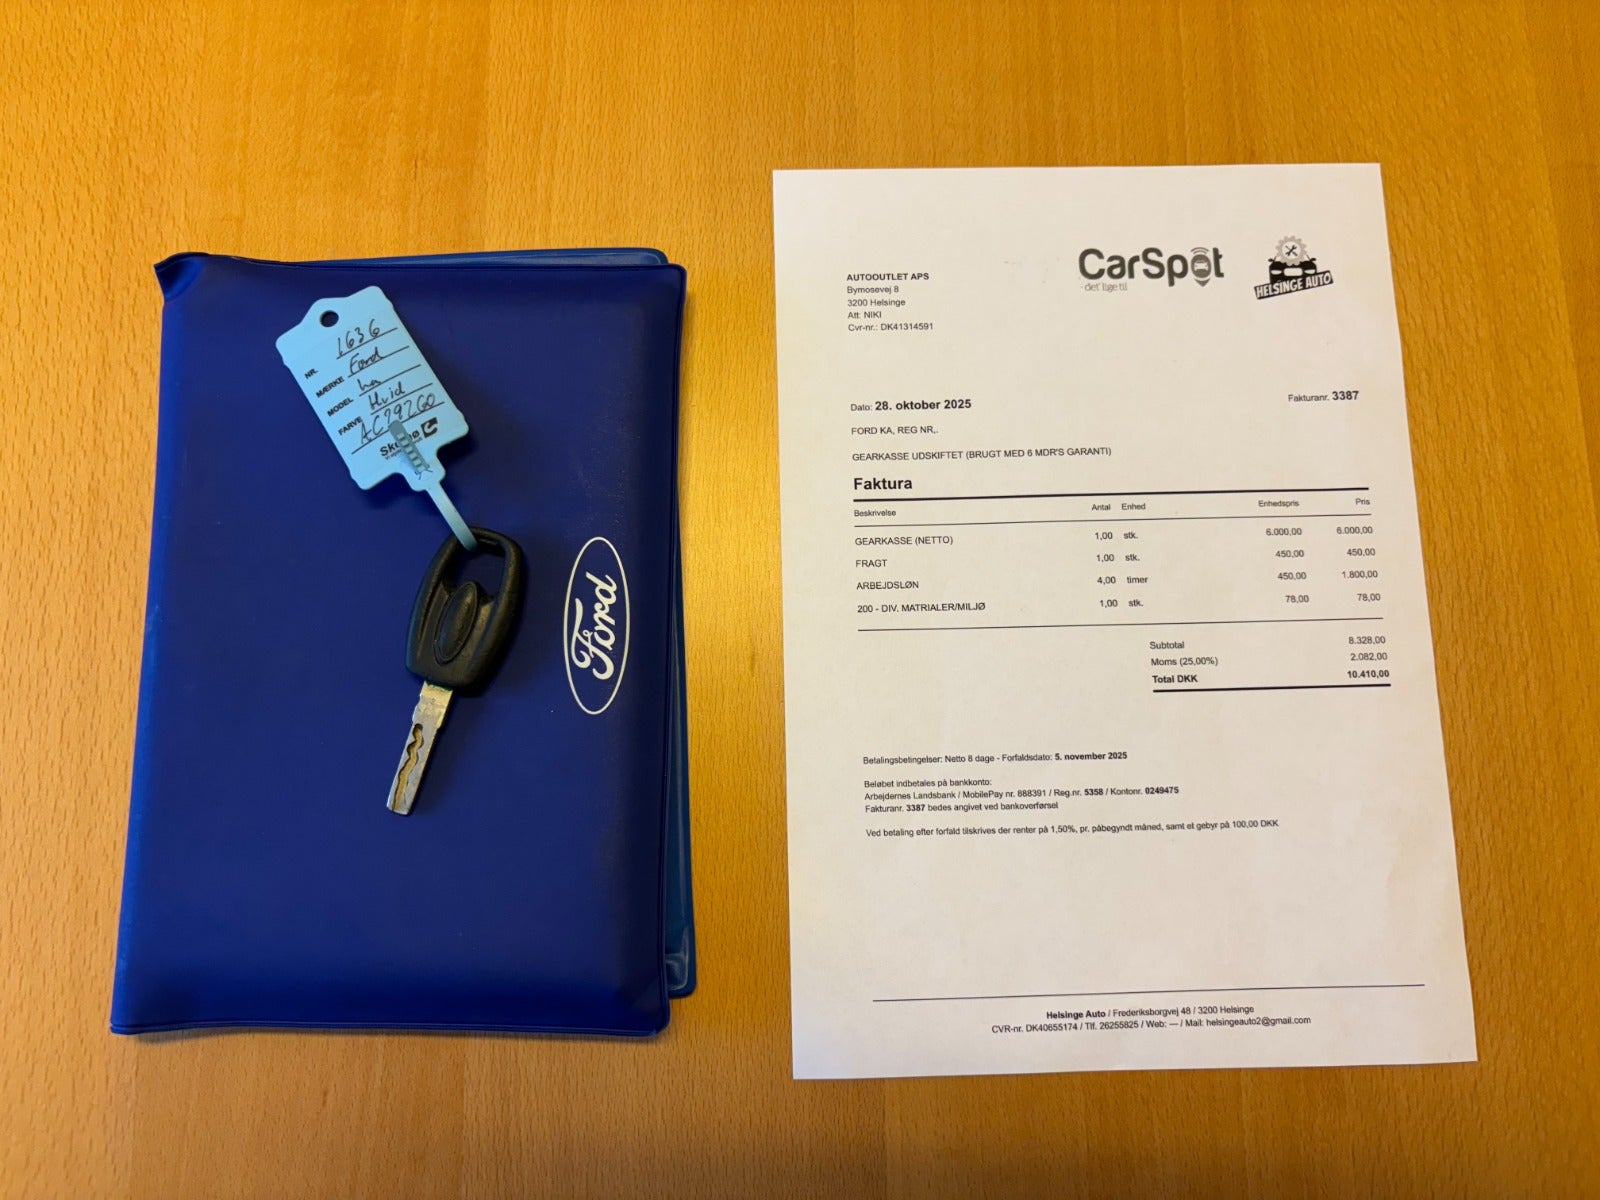 NR. 1636
MÆRKE Ford
MODEL ka
FARVE Hvid
AC29260
Ford
CarSpot
- det' lige til
HELSINGE AUTO
AUTOOUTLET APS
Bymosevej 8
3200 Helsinge
Att: NIKI
Cvr-nr.: DK41314591
Dato: 28. oktober 2025
Fakturanr. 3387
FORD KA, REG NR,.
GEARKASSE UDSKIFTET (BRUGT MED 6 MDR'S GARANTI)
Faktura
Beskrivelse Antal Enhed Enhedspris Pris
GEARKASSE (NETTO) 1,00 stk. 6.000,00 6.000,00
FRAGT 1,00 stk. 450,00 450,00
ARBEJDSLØN 4,00 timer 450,00 1.800,00
200 - DIV. MATRIALER/MILJØ 1,00 stk. 78,00 78,00
Subtotal 8.328,00
Moms (25,00%) 2.082,00
Total DKK 10.410,00
Betalingsbetingelser: Netto 8 dage - Forfaldsdato: 5. november 2025
Beløbet indbetales på bankkonto:
Arbejdernes Landsbank / MobilePay nr. 888391 / Reg.nr. 5358 / Kontonr. 0249475
Fakturanr. 3387 bedes angivet ved bankoverførsel
Ved betaling efter forfald tilskrives der renter på 1,50%, pr. påbegyndt måned, samt et gebyr på 100,00 DKK
Helsinge Auto / Frederiksborgvej 48 / 3200 Helsinge
CVR-nr. DK40655174 / Tlf. 26255825 / Web: — / Mail: helsingeauto2@gmail.com